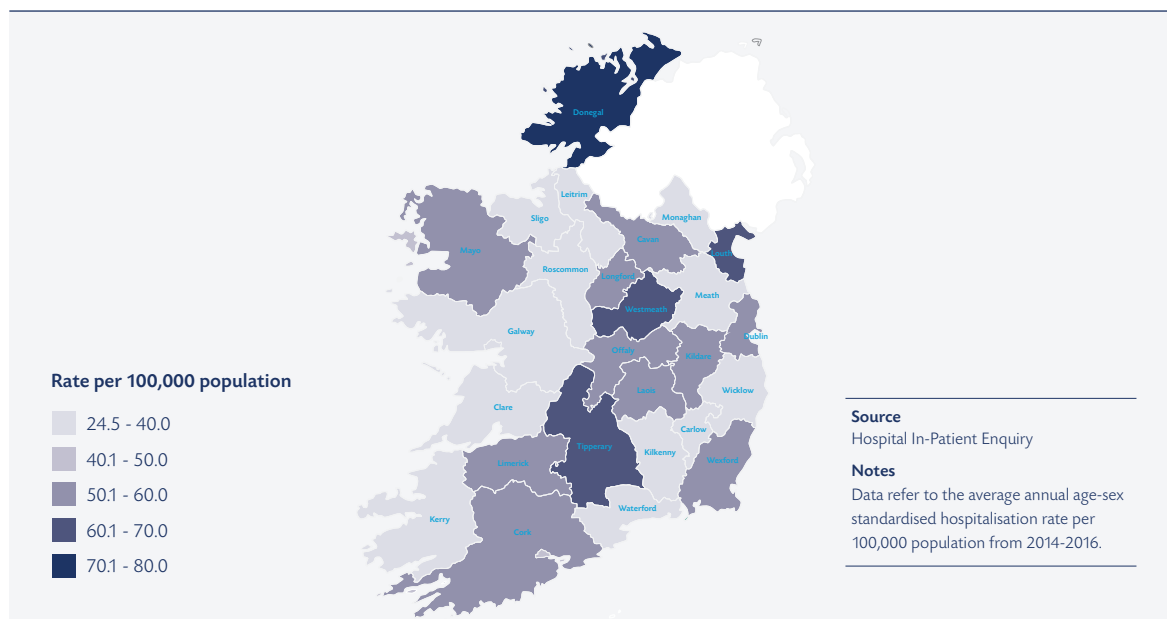 Donegal
Leitrim
Monaghan
Sligo
Cavan
Louth
Mayo
Roscommon
Longford
Meath
Westmeath
Galway
Dublin
Offaly
Kildare
Rate per 100,000 population
24.5 - 40.0
40.1 - 50.0
50.1 - 60.0
60.1 - 70.0
70.1 - 80.0
Laois
Wicklow
Clare
Carlow
Tipperary
Kilkenny
Wexford
Limerick
Waterford
Kerry
Cork
Source
Hospital In-Patient Enquiry
Notes
Data refer to the average annual age-sex
standardised hospitalisation rate per
100,000 population from 2014-2016.